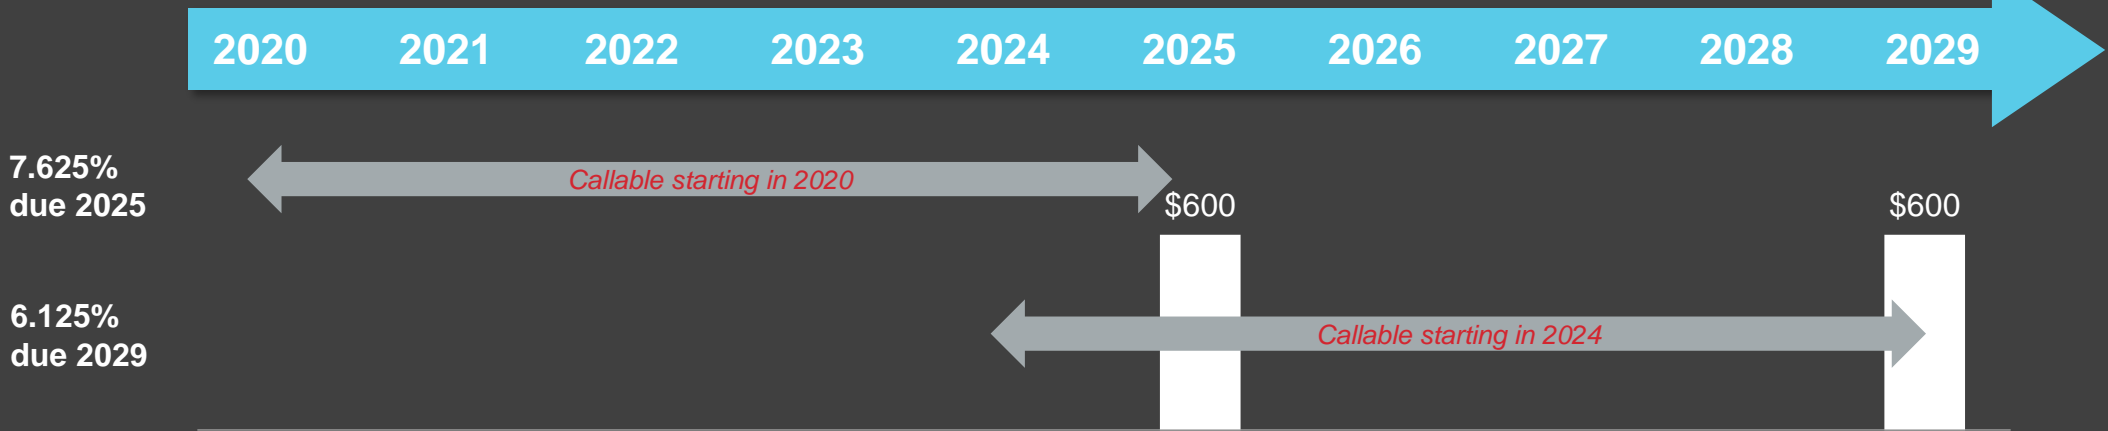 2020 2021 2022 2023 2024 2025 2026 2027 2028 2029
7.625%
due 2025
Callable starting in 2020
$600 $600
6.125%
due 2029
Callable starting in 2024